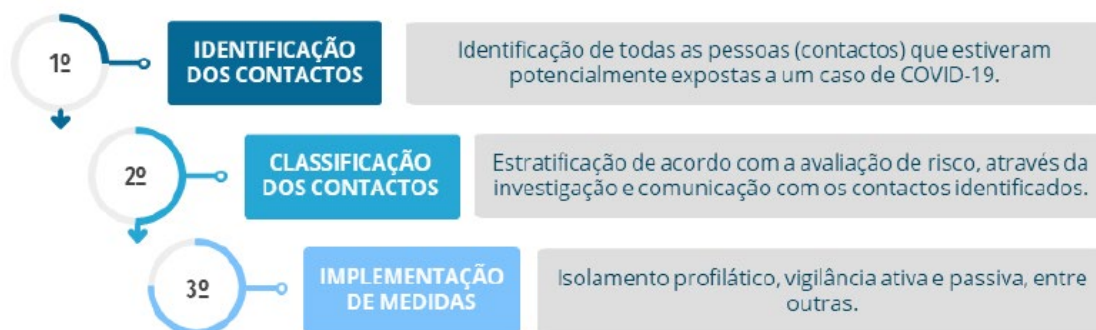 1º
IDENTIFICAÇÃO
DOS CONTACTOS
Identificação de todas as pessoas (contactos) que estiveram
potencialmente expostas a um caso de COVID-19.
2º
CLASSIFICAÇÃO
DOS CONTACTOS
Estratificação de acordo com a avaliação de risco, através da
investigação e comunicação com os contactos identificados.
3º
IMPLEMENTAÇÃO
DE MEDIDAS
Isolamento profilático, vigilância ativa e passiva, entre
outras.